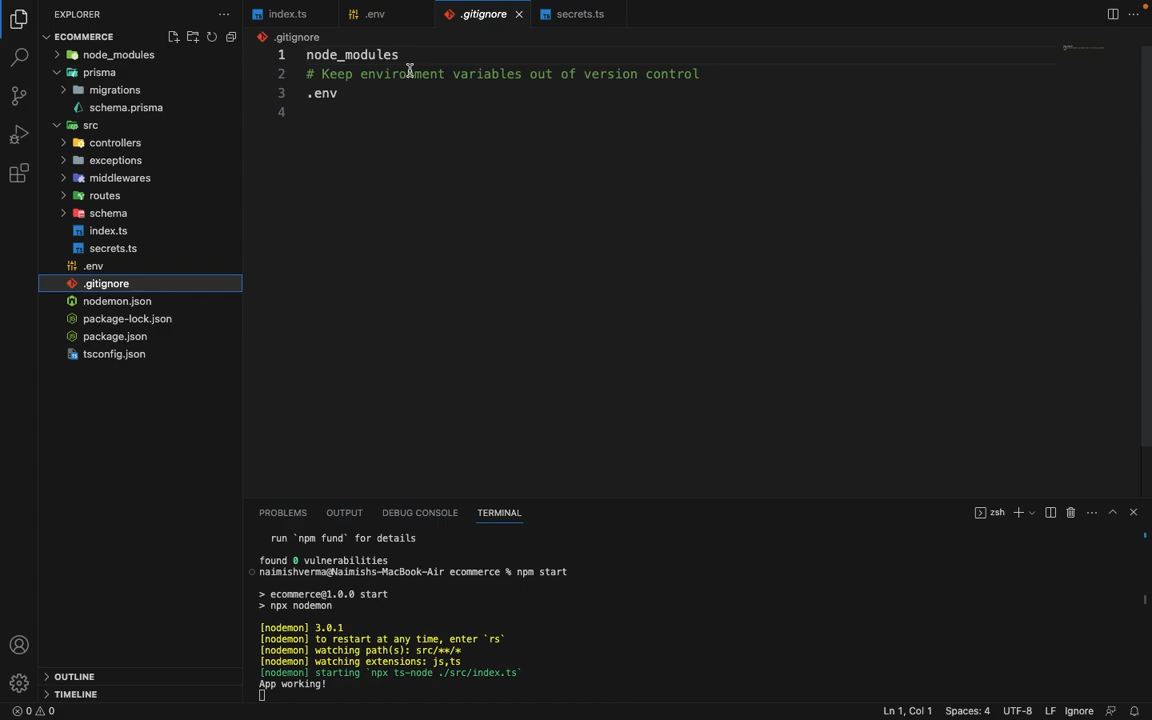 EXPLORER
ECOMMERCE
node_modules
prisma
migrations
schema.prisma
src
controllers
exceptions
middlewares
routes
schema
index.ts
secrets.ts
.env
.gitignore
nodemon.json
package-lock.json
package.json
tsconfig.json
OUTLINE
TIMELINE
index.ts .env .gitignore secrets.ts
.gitignore
1 node_modules
2 # Keep environment variables out of version control
3 .env
4
PROBLEMS OUTPUT DEBUG CONSOLE TERMINAL zsh
run `npm fund` for details
found 0 vulnerabilities
naimishverma@Naimishs-MacBook-Air ecommerce % npm start
> ecommerce@1.0.0 start
> npx nodemon
[nodemon] 3.0.1
[nodemon] to restart at any time, enter `rs`
[nodemon] watching path(s): src/**/*
[nodemon] watching extensions: js,ts
[nodemon] starting `npx ts-node ./src/index.ts`
App working!
0 0 Ln 1, Col 1 Spaces: 4 UTF-8 LF Ignore